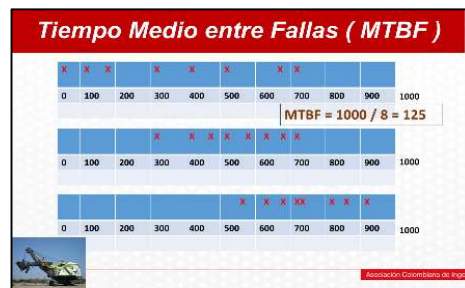 Tiempo Medio entre Fallas ( MTBF )
X X X X X X X X
0 100 200 300 400 500 600 700 800 900 1000
MTBF = 1000 / 8 = 125
X X X X X X X X
0 100 200 300 400 500 600 700 800 900 1000
X X X XX X X X
0 100 200 300 400 500 600 700 800 900 1000
Asociación Colombiana de Inge